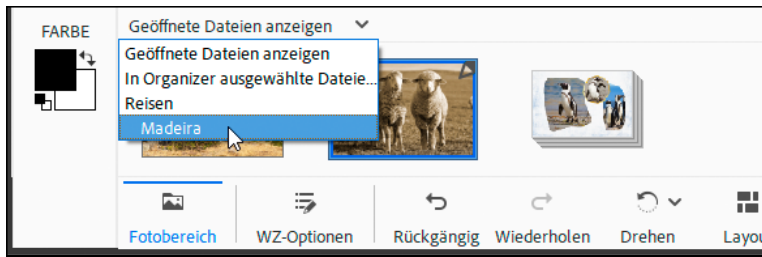 FARBE
Geöffnete Dateien anzeigen
Geöffnete Dateien anzeigen
In Organizer ausgewählte Dateie...
Reisen
Madeira
Fotobereich
WZ-Optionen
Rückgängig
Wiederholen
Drehen
Layou